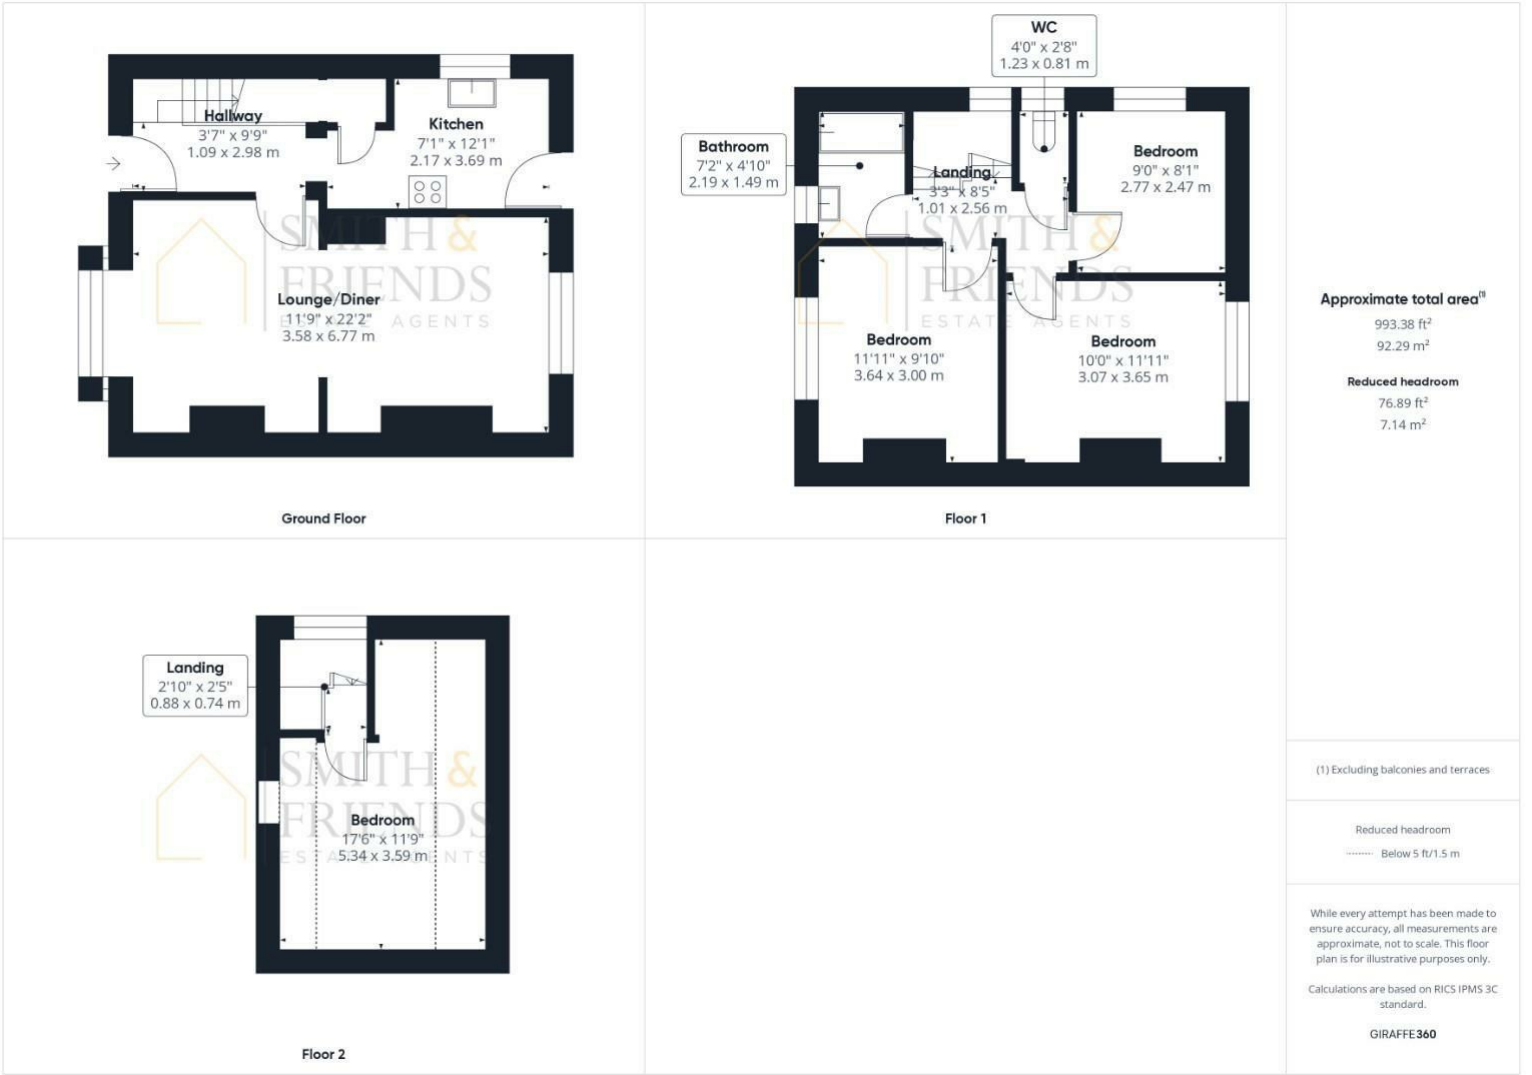 Hallway
3'7" x 9'9"
1.09 x 2.98 m
Kitchen
7'1" x 12'1"
2.17 x 3.69 m
SMITH &
FRIENDS
ESTATE AGENTS
Lounge/Diner
11'9" x 22'2"
3.58 x 6.77 m
Ground Floor
WC
4'0" x 2'8"
1.23 x 0.81 m
Bathroom
7'2" x 4'10"
2.19 x 1.49 m
Landing
3'3" x 8'5"
1.01 x 2.56 m
Bedroom
9'0" x 8'1"
2.77 x 2.47 m
SMITH &
FRIENDS
ESTATE AGENTS
Bedroom
11'11" x 9'10"
3.64 x 3.00 m
Bedroom
10'0" x 11'11"
3.07 x 3.65 m
Floor 1
Landing
2'10" x 2'5"
0.88 x 0.74 m
SMITH &
FRIENDS
ESTATE AGENTS
Bedroom
17'6" x 11'9"
5.34 x 3.59 m
Floor 2
Approximate total area⁽¹⁾
993.38 ft²
92.29 m²
Reduced headroom
76.89 ft²
7.14 m²
(1) Excluding balconies and terraces
Reduced headroom
Below 5 ft/1.5 m
While every attempt has been made to
ensure accuracy, all measurements are
approximate, not to scale. This floor
plan is for illustrative purposes only.
Calculations are based on RICS IPMS 3C
standard.
GIRAFFE360